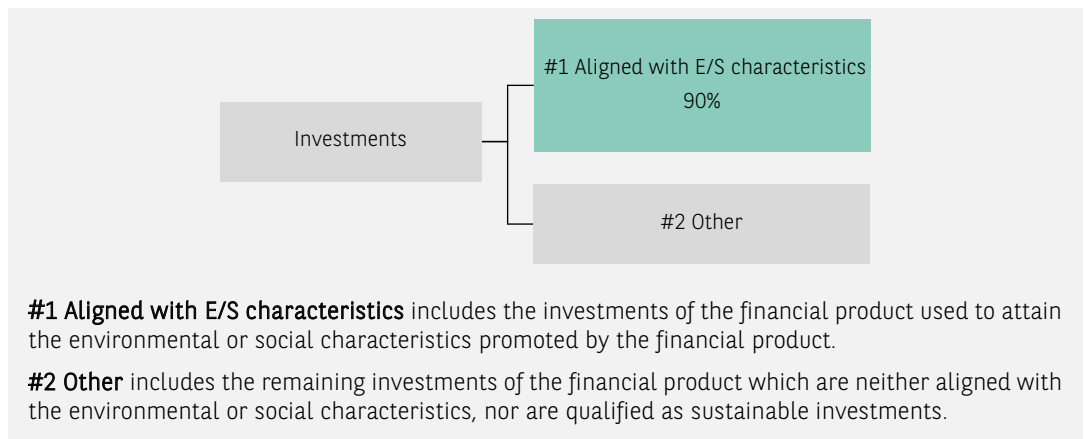 #1 Aligned with E/S characteristics
90%
Investments
#2 Other
#1 Aligned with E/S characteristics includes the investments of the financial product used to attain
the environmental or social characteristics promoted by the financial product.
#2 Other includes the remaining investments of the financial product which are neither aligned with
the environmental or social characteristics, nor are qualified as sustainable investments.